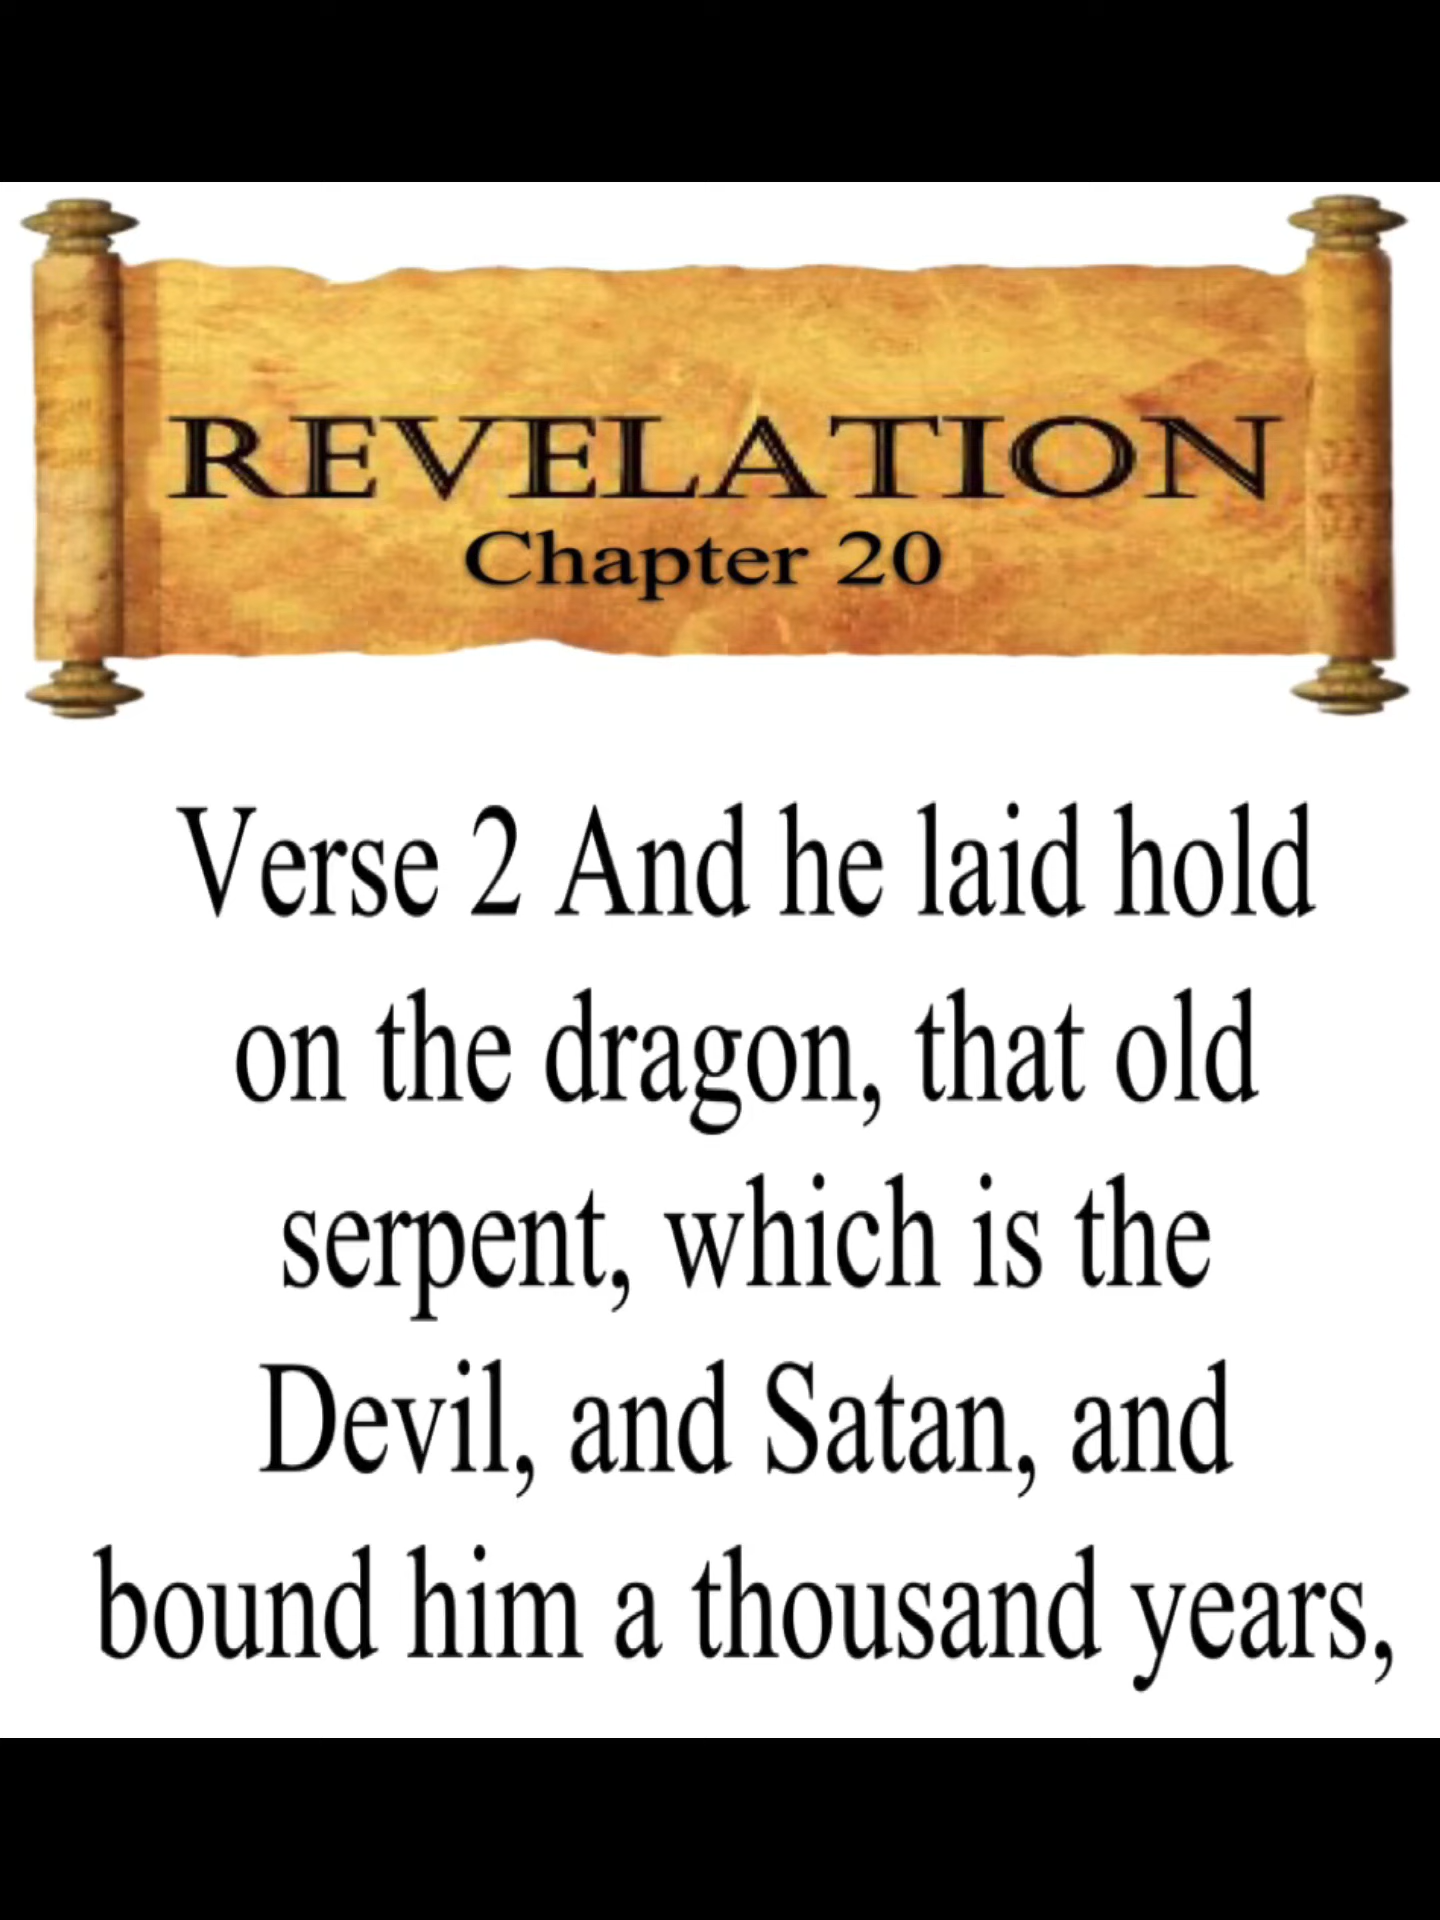 REVELATION
Chapter 20
Verse 2 And he laid hold
on the dragon, that old
serpent, which is the
Devil, and Satan, and
bound him a thousand years,